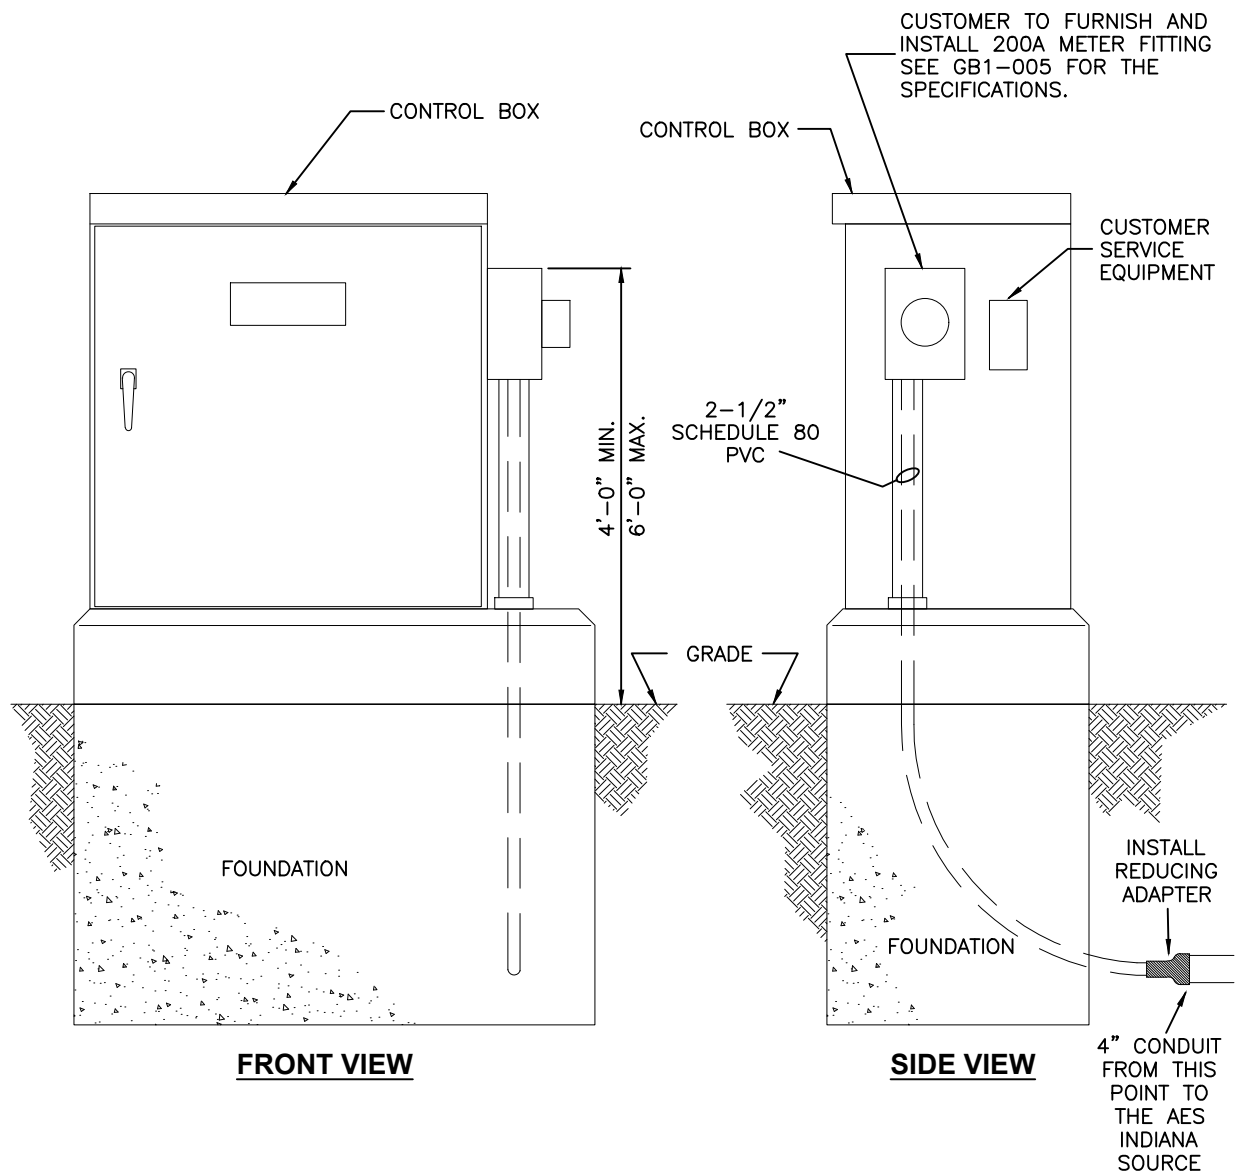 CUSTOMER TO FURNISH AND
INSTALL 200A METER FITTING
SEE GB1-005 FOR THE
SPECIFICATIONS.
CONTROL BOX
CONTROL BOX
CUSTOMER
SERVICE
EQUIPMENT
2-1/2"
SCHEDULE 80
PVC
4'-0" MIN.
6'-0" MAX.
GRADE
INSTALL
REDUCING
ADAPTER
FOUNDATION
FOUNDATION
4" CONDUIT
FROM THIS
POINT TO
THE AES
INDIANA
SOURCE
FRONT VIEW
SIDE VIEW